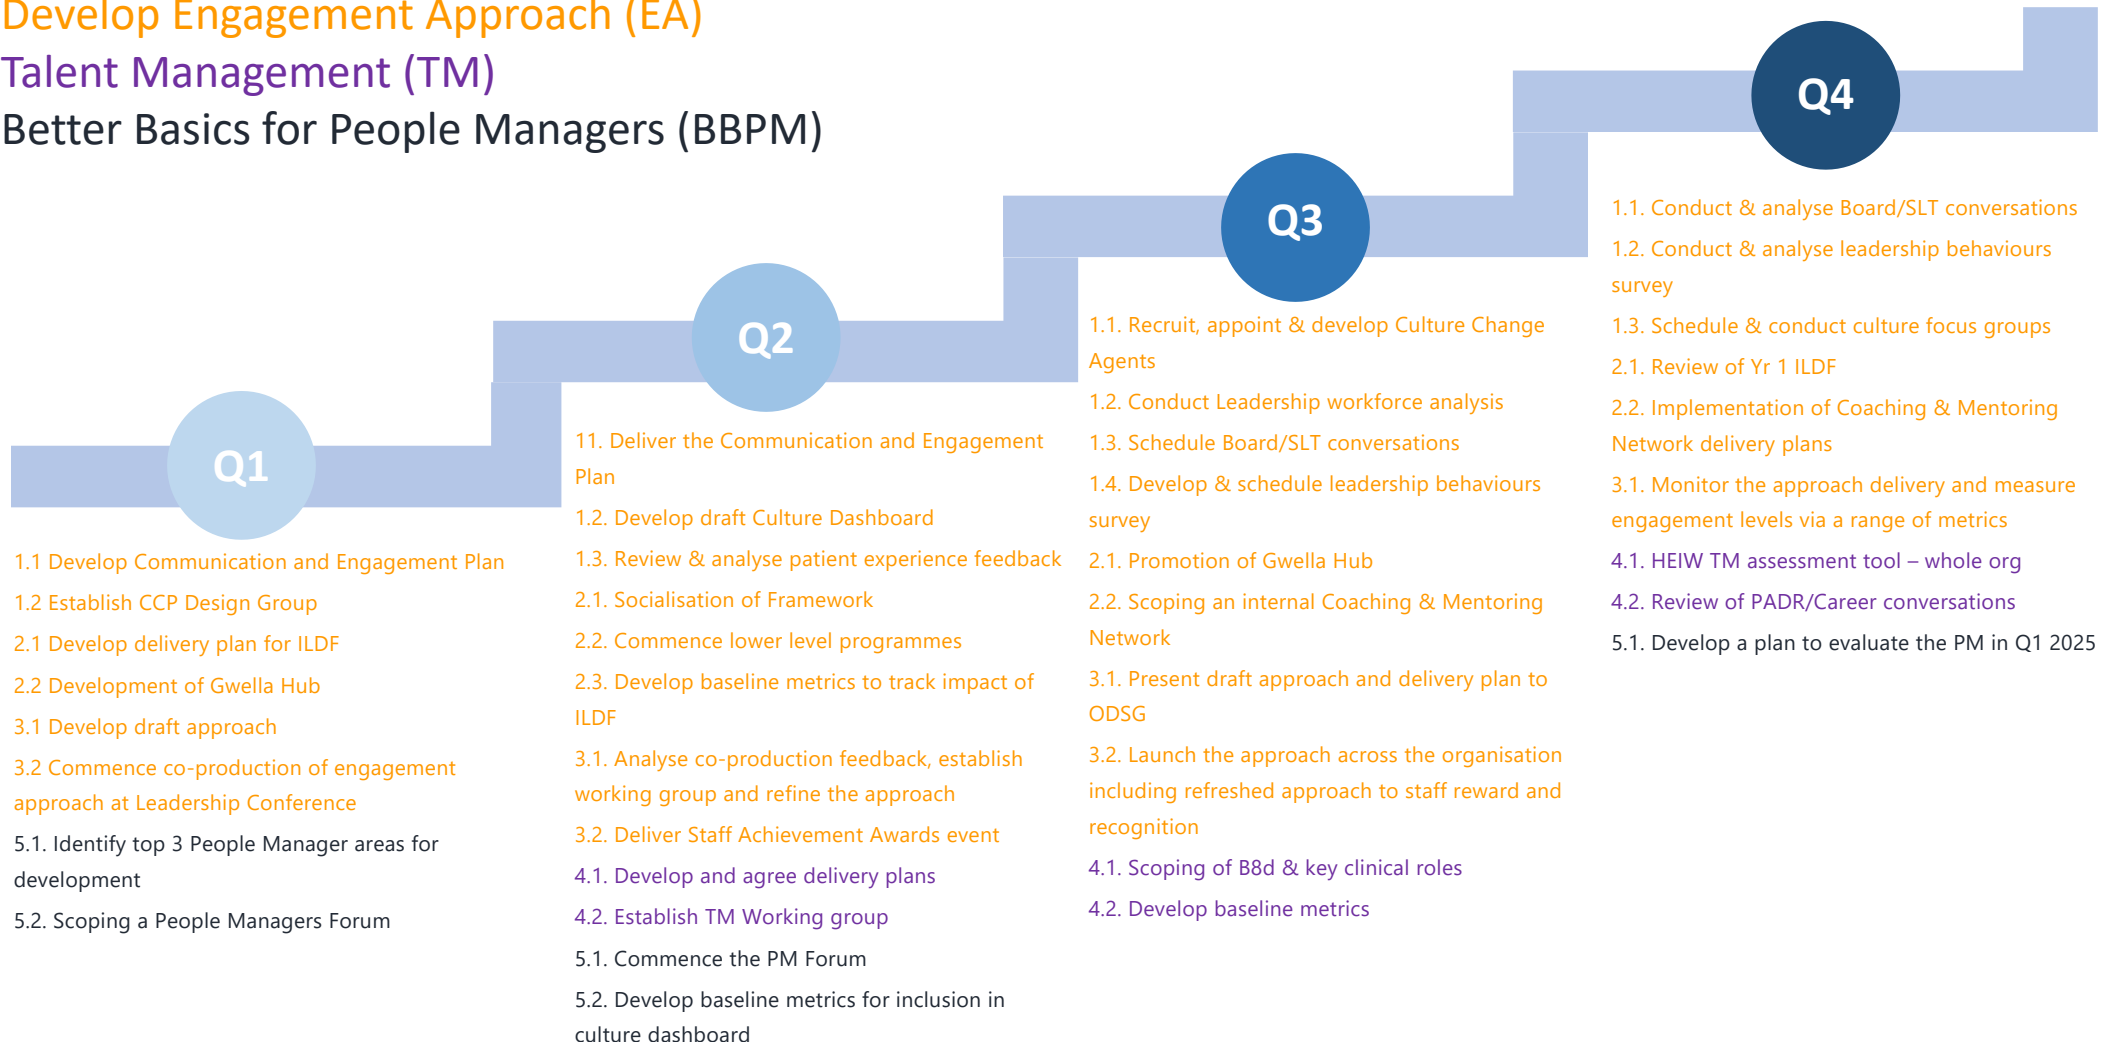 Develop Engagement Approach (EA)
Talent Management (TM)
Better Basics for People Managers (BBPM)
Q1
1.1 Develop Communication and Engagement Plan
1.2 Establish CCP Design Group
2.1 Develop delivery plan for ILDF
2.2 Development of Gwella Hub
3.1 Develop draft approach
3.2 Commence co-production of engagement
approach at Leadership Conference
5.1. Identify top 3 People Manager areas for
development
5.2. Scoping a People Managers Forum
Q2
11. Deliver the Communication and Engagement
Plan
1.2. Develop draft Culture Dashboard
1.3. Review & analyse patient experience feedback
2.1. Socialisation of Framework
2.2. Commence lower level programmes
2.3. Develop baseline metrics to track impact of
ILDF
3.1. Analyse co-production feedback, establish
working group and refine the approach
3.2. Deliver Staff Achievement Awards event
4.1. Develop and agree delivery plans
4.2. Establish TM Working group
5.1. Commence the PM Forum
5.2. Develop baseline metrics for inclusion in
culture dashboard
Q3
1.1. Recruit, appoint & develop Culture Change
Agents
1.2. Conduct Leadership workforce analysis
1.3. Schedule Board/SLT conversations
1.4. Develop & schedule leadership behaviours
survey
2.1. Promotion of Gwella Hub
2.2. Scoping an internal Coaching & Mentoring
Network
3.1. Present draft approach and delivery plan to
ODSG
3.2. Launch the approach across the organisation
including refreshed approach to staff reward and
recognition
4.1. Scoping of B8d & key clinical roles
4.2. Develop baseline metrics
Q4
1.1. Conduct & analyse Board/SLT conversations
1.2. Conduct & analyse leadership behaviours
survey
1.3. Schedule & conduct culture focus groups
2.1. Review of Yr 1 ILDF
2.2. Implementation of Coaching & Mentoring
Network delivery plans
3.1. Monitor the approach delivery and measure
engagement levels via a range of metrics
4.1. HEIW TM assessment tool – whole org
4.2. Review of PADR/Career conversations
5.1. Develop a plan to evaluate the PM in Q1 2025